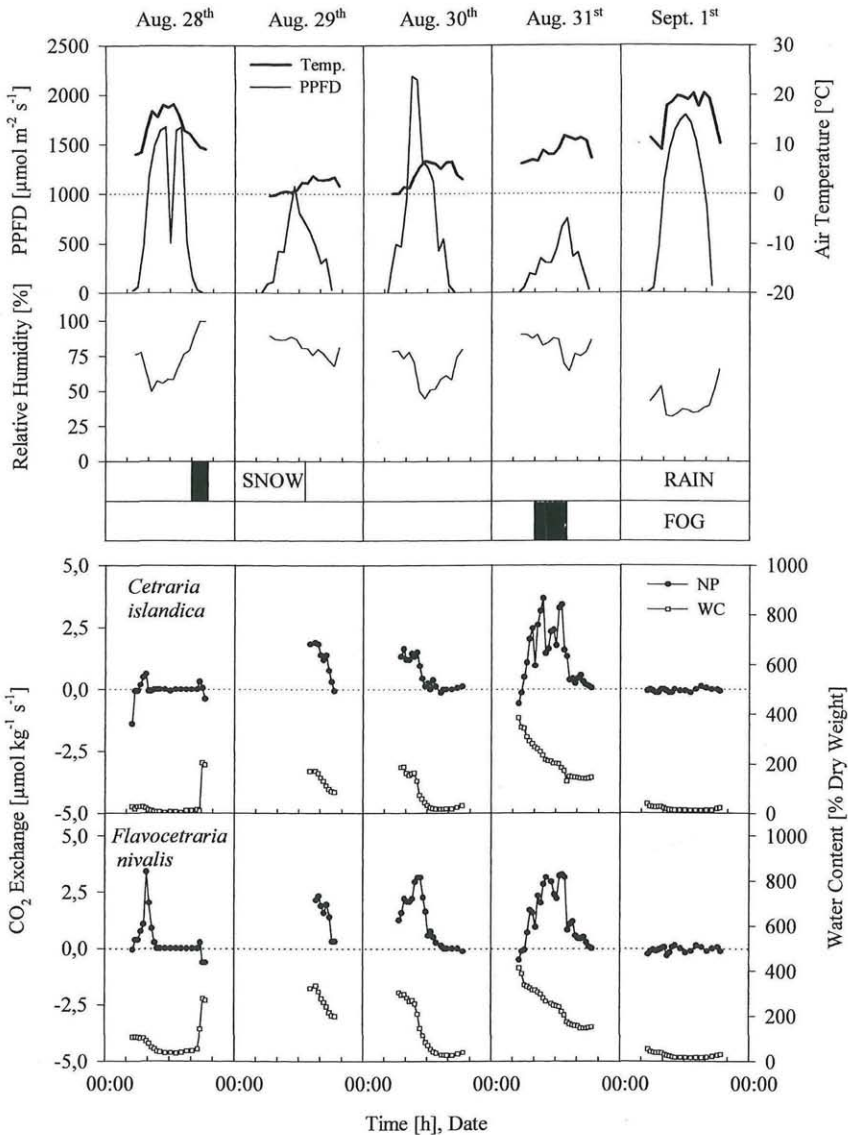 Aug. 28th Aug. 29th Aug. 30th Aug. 31st Sept. 1st
PPFD [µmol m-2 s-1]
2500
2000
1500
1000
500
0
Temp.
PPFD
30
20
10
0
-10
-20
Air Temperature [°C]
Relative Humidity [%]
100
75
50
25
0
SNOW RAIN
FOG
CO2 Exchange [µmol kg-1 s-1]
5,0
2,5
0,0
-2,5
-5,0
Cetraria
islandica
NP
WC
1000
800
600
400
200
0
Water Content [% Dry Weight]
5,0
2,5
0,0
-2,5
-5,0
Flavocetraria
nivalis
1000
800
600
400
200
0
00:00 00:00 00:00 00:00 00:00 00:00
Time [h], Date